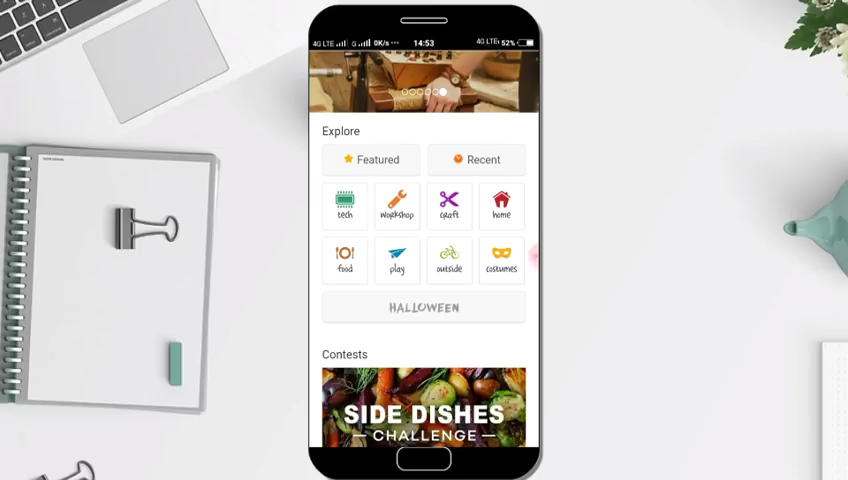 4G LTE G 0K/s ··· 14:53 4G LTE 52%
Explore
Featured Recent
tech workshop craft home
food play outside costumes
HALLOWEEN
Contests
SIDE DISHES
— CHALLENGE —